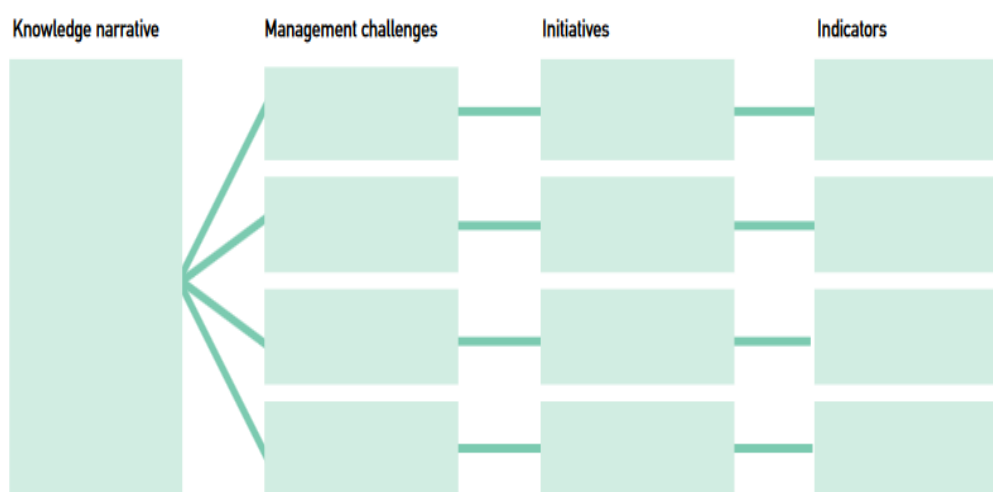 Knowledge narrative
Management challenges
Initiatives
Indicators